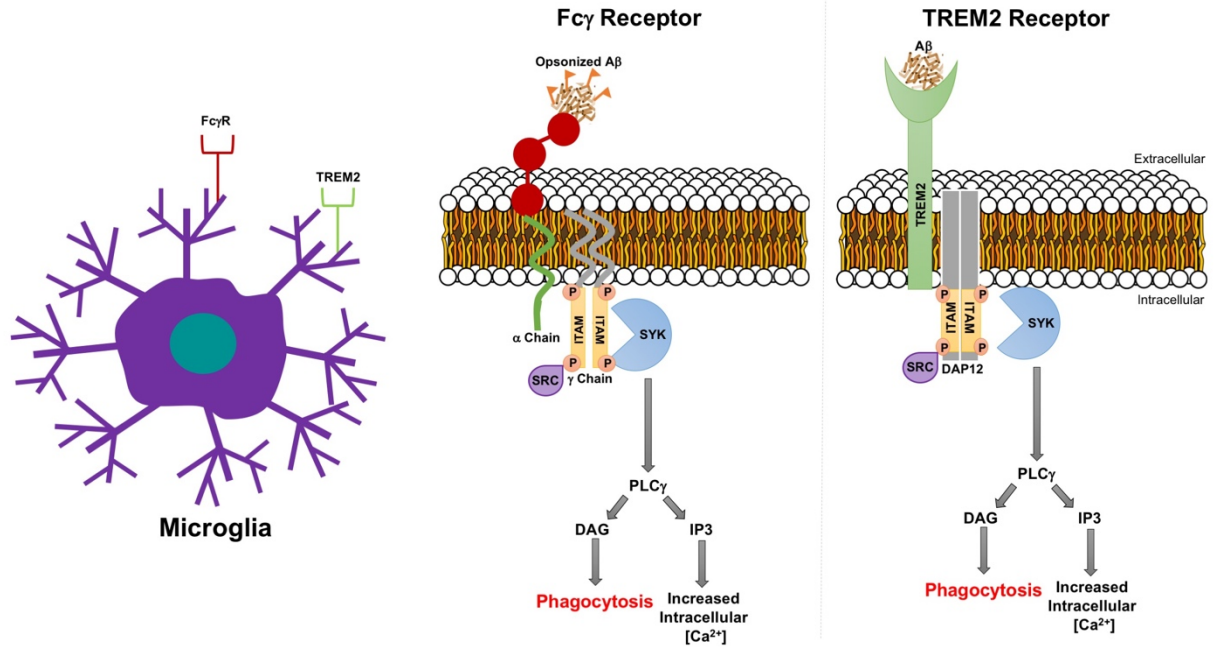 FcγR
TREM2
Microglia
Fcγ Receptor
Opsonized Aβ
α Chain
P
P
ITAM
ITAM
P
P
SYK
SRC
γ Chain
PLCγ
DAG
IP3
Phagocytosis
Increased
Intracellular
[Ca²⁺]
TREM2 Receptor
Aβ
Extracellular
TREM2
Intracellular
P
P
ITAM
ITAM
P
P
SYK
SRC
DAP12
PLCγ
DAG
IP3
Phagocytosis
Increased
Intracellular
[Ca²⁺]